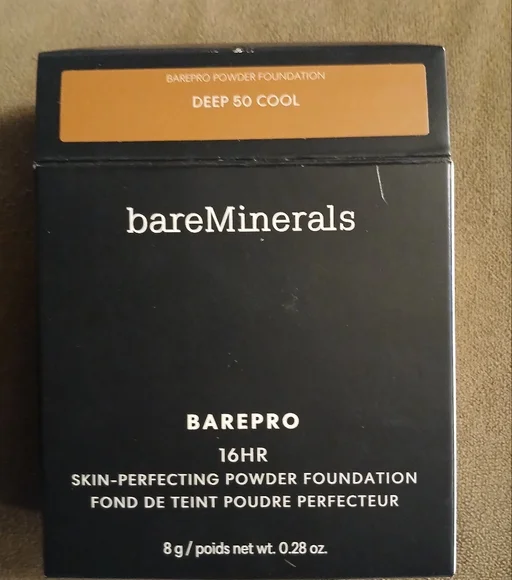 BAREPRO POWDER FOUNDATION
DEEP 50 COOL
bareMinerals
BAREPRO
16HR
SKIN-PERFECTING POWDER FOUNDATION
FOND DE TEINT POUDRE PERFECTEUR
8 g / poids net wt. 0.28 oz.